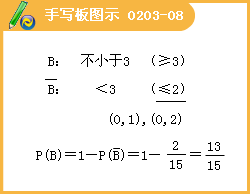 手写板图示 0203-08
B: 不小于3 (≥3)
B̅: <3 (≤2)
(0,1),(0,2)
P(B)=1-P(B̅)=1-2/15=13/15